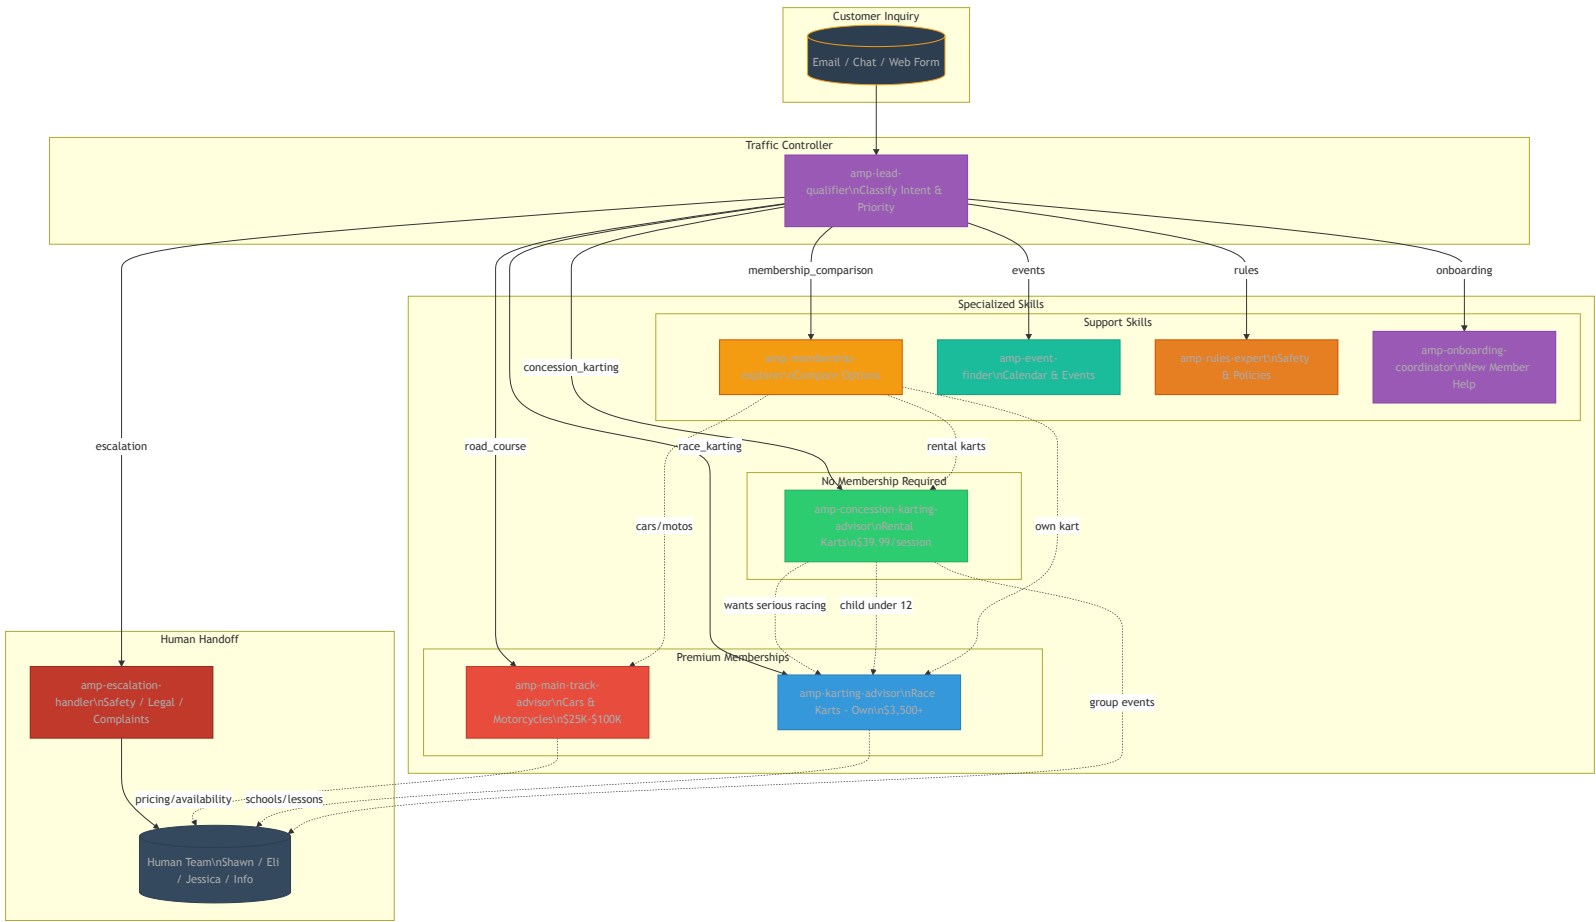 Customer Inquiry
Email / Chat / Web Form
Traffic Controller
amp-lead-
qualifier\nClassify Intent &
Priority
membership_comparison
events
rules
onboarding
Specialized Skills
Support Skills
concession_karting
amp-membership-
explorer\nCompare Options
amp-event-
finder\nCalendar & Events
amp-rules-expert\nSafety
& Policies
amp-onboarding-
coordinator\nNew Member
Help
escalation
road_course
race_karting
rental karts
No Membership Required
amp-concession-karting-
advisor\nRental
Karts\n$39.99/session
cars/motos
own kart
wants serious racing
child under 12
Human Handoff
Premium Memberships
amp-escalation-
handler\nSafety / Legal /
Complaints
amp-main-track-
advisor\nCars &
Motorcycles\n$25K-$100K
amp-karting-advisor\nRace
Karts - Own\n$3,500+
group events
pricing/availability
schools/lessons
Human Team\nShawn / Eli
/ Jessica / Info